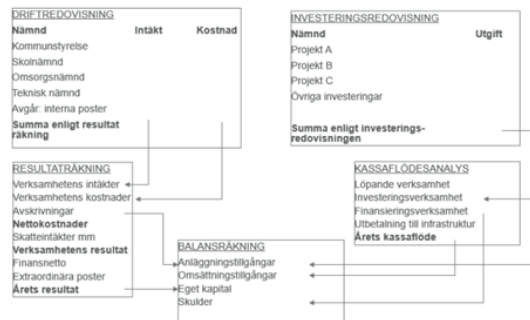 DRIFTREDOVISNING
Nämnd Intäkt Kostnad
Kommunstyrelse
Skolnämnd
Omsorgsnämnd
Teknisk nämnd
Avgår: interna poster
Summa enligt resultat
räkning
INVESTERINGSREDOVISNING
Nämnd Utgift
Projekt A
Projekt B
Projekt C
Övriga investeringar
Summa enligt investerings-
redovisningen
RESULTATRÄKNING
Verksamhetens intäkter
Verksamhetens kostnader
Avskrivningar
Nettokostnader
Skatteintäkter mm
Verksamhetens resultat
Finansnetto
Extraordinära poster
Årets resultat
KASSAFLÖDESANALYS
Löpande verksamhet
Investeringsverksamhet
Finansieringsverksamhet
Utbetalning till infrastruktur
Årets kassaflöde
BALANSRÄKNING
Anläggningstillgångar
Omsättningstillgångar
Eget kapital
Skulder